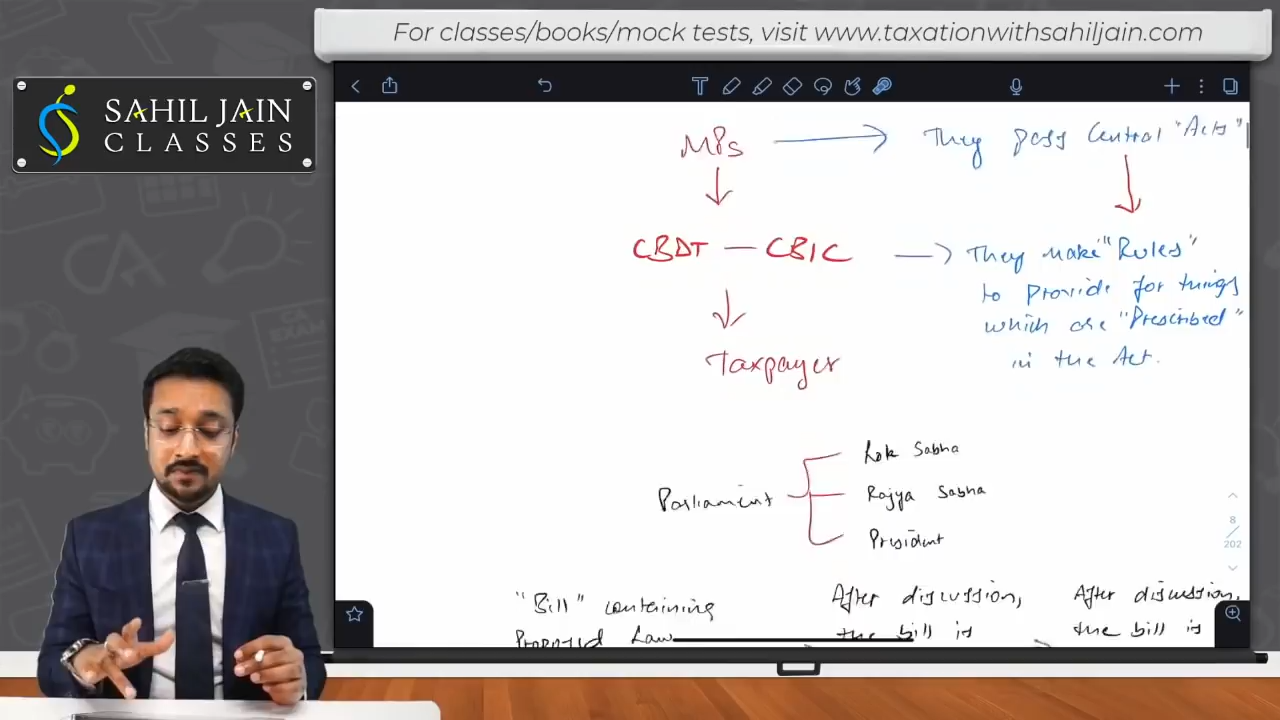 For classes/books/mock tests, visit www.taxationwithsahiljain.com
SAHIL JAIN
CLASSES
MPs → They pass Central "Acts"
CBDT — CBIC → They make "Rules"
to provide for things
which are "Prescribed"
in the Act.
Taxpayer
Lok Sabha
Parliament
Rajya Sabha
President
8
202
"Bill" containing
Proposed Law
After discussion,
the bill is
After discussion,
the bill is